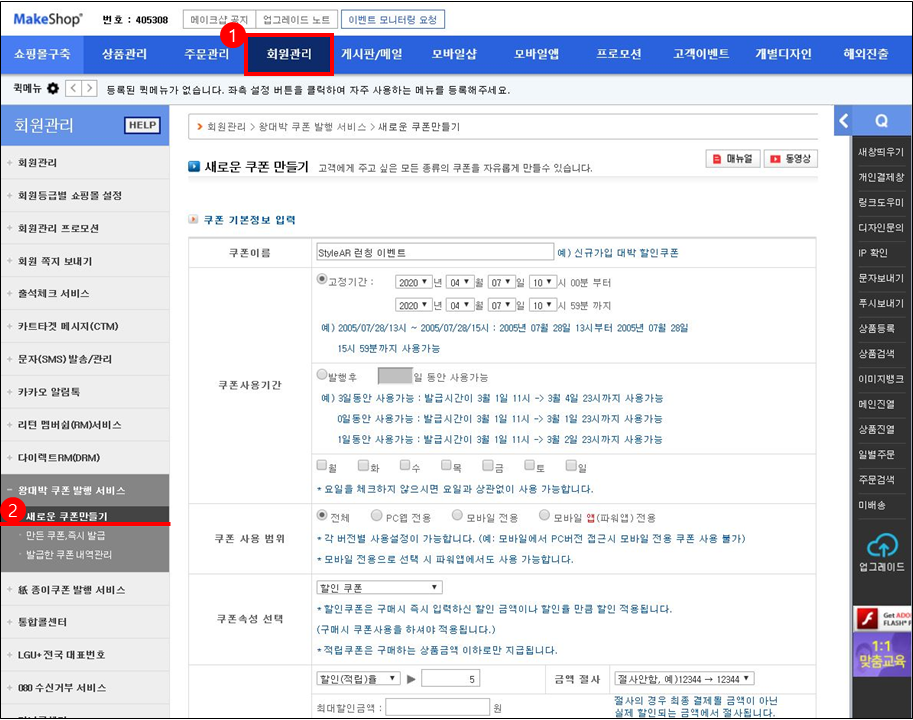 MakeShop® 번호 : 405308 메이크샵 공지 업그레이드 노트 이벤트 모니터링 요청
1
쇼핑몰구축 상품관리 주문관리 회원관리 게시판/메일 모바일샵 모바일앱 프로모션 고객이벤트 개별디자인 해외진출
퀵메뉴 < > 등록된 퀵메뉴가 없습니다. 좌측 설정 버튼을 클릭하여 자주 사용하는 메뉴를 등록해주세요.
회원관리 HELP
회원관리
회원등급별 쇼핑몰 설정
회원관리 프로모션
회원 쪽지 보내기
출석체크 서비스
카트타겟 메시지(CTM)
문자(SMS) 발송/관리
카카오 알림톡
리턴 멤버쉽(RM)서비스
다이렉트RM(DRM)
왕대박 쿠폰 발행 서비스
2 새로운 쿠폰만들기
만든 쿠폰,즉시 발급
발급한 쿠폰 내역관리
紙 종이쿠폰 발행 서비스
통합콜센터
LGU+전국 대표번호
080 수신거부 서비스
회원관리 > 왕대박 쿠폰 발행 서비스 > 새로운 쿠폰만들기
새로운 쿠폰 만들기 고객에게 주고 싶은 모든 종류의 쿠폰을 자유롭게 만들수 있습니다. 매뉴얼 동영상
쿠폰 기본정보 입력
쿠폰이름 StyleAR 런칭 이벤트 예) 신규가입 대박 할인쿠폰
쿠폰사용기간
고정기간 : 2020 년 04 월 07 일 10 시 00분 부터
2020 년 04 월 07 일 10 시 59분 까지
예) 2005/07/28/13시 ~ 2005/07/28/15시 : 2005년 07월 28일 13시부터 2005년 07월 28일
15시 59분까지 사용가능
발행후 일 동안 사용가능
예) 3일동안 사용가능 : 발급시간이 3월 1일 11시 -> 3월 4일 23시까지 사용가능
0일동안 사용가능 : 발급시간이 3월 1일 11시 -> 3월 1일 23시까지 사용가능
1일동안 사용가능 : 발급시간이 3월 1일 11시 -> 3월 2일 23시까지 사용가능
월 화 수 목 금 토 일
* 요일을 체크하지 않으시면 요일과 상관없이 사용 가능합니다.
쿠폰 사용 범위
전체 PC웹 전용 모바일 전용 모바일 앱(파워앱) 전용
* 각 버전별 사용설정이 가능합니다. (예: 모바일에서 PC버전 접근시 모바일 전용 쿠폰 사용 불가)
* 모바일 전용으로 선택 시 파워앱에서도 사용 가능합니다.
쿠폰속성 선택
할인 쿠폰
* 할인쿠폰은 구매시 즉시 입력하신 할인 금액이나 할인률 만큼 할인 적용됩니다.
(구매시 쿠폰사용을 하셔야 적용됩니다.)
* 적립쿠폰은 구매하는 상품금액 이하로만 지급됩니다.
할인(적립)률 ▶ 5 금액 절사 절사안함, 예)12344 → 12344
최대할인금액 : 원 절사의 경우 최종 결제될 금액이 아닌
실제 할인되는 금액에서 절사됩니다.
< Q
새창띄우기
개인결제창
링크도우미
디자인문의
IP 확인
문자보내기
푸시보내기
상품등록
상품검색
이미지뱅크
메인진열
상품진열
일별주문
주문검색
미배송
업그레이드
Get ADO
FLASH® P
1:1
맞춤교육